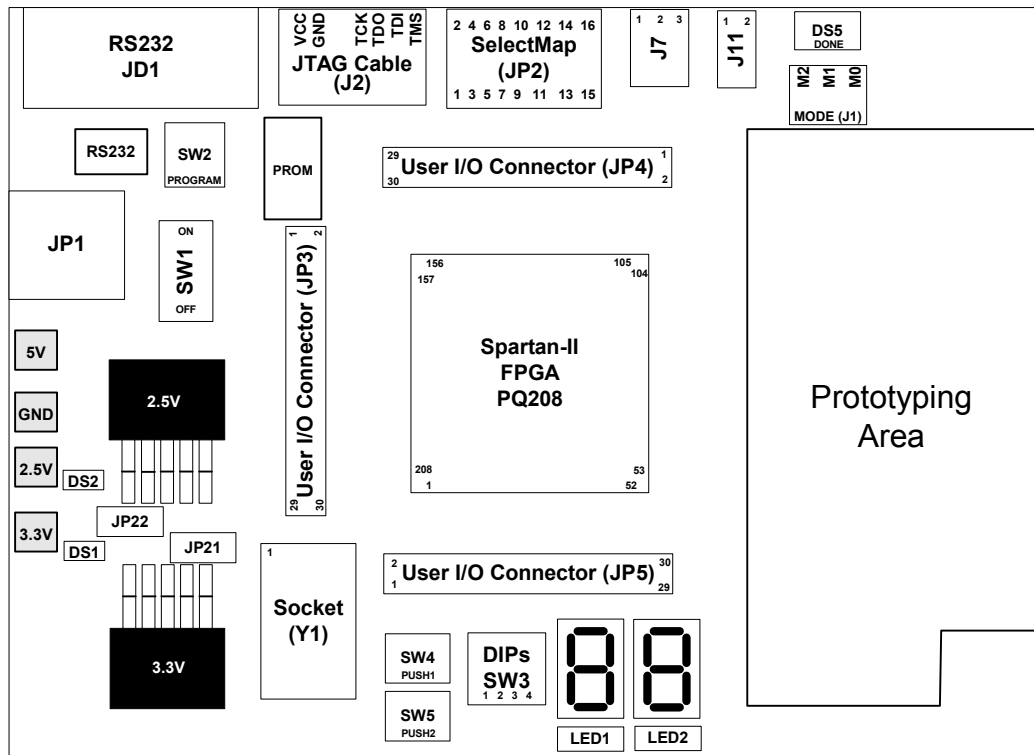 RS232
JD1
VCC
GND
TCK
TDO
TDI
TMS
JTAG Cable
(J2)
2 4 6 8 10 12 14 16
SelectMap
(JP2)
1 3 5 7 9 11 13 15
1 2 3
J7
1 2
J11
DS5
DONE
M2
M1
M0
MODE (J1)
RS232
SW2
PROGRAM
PROM
29
30
User I/O Connector (JP4)
1
2
JP1
ON
SW1
OFF
1
2
User I/O Connector (JP3)
29
30
156
157
105
104
Spartan-II
FPGA
PQ208
208
1
53
52
Prototyping
Area
5V
GND
2.5V
3.3V
2.5V
DS2
JP22
DS1
JP21
3.3V
1
Socket
(Y1)
2
1
User I/O Connector (JP5)
30
29
SW4
PUSH1
SW5
PUSH2
DIPs
SW3
1 2 3 4
8
8
LED1
LED2